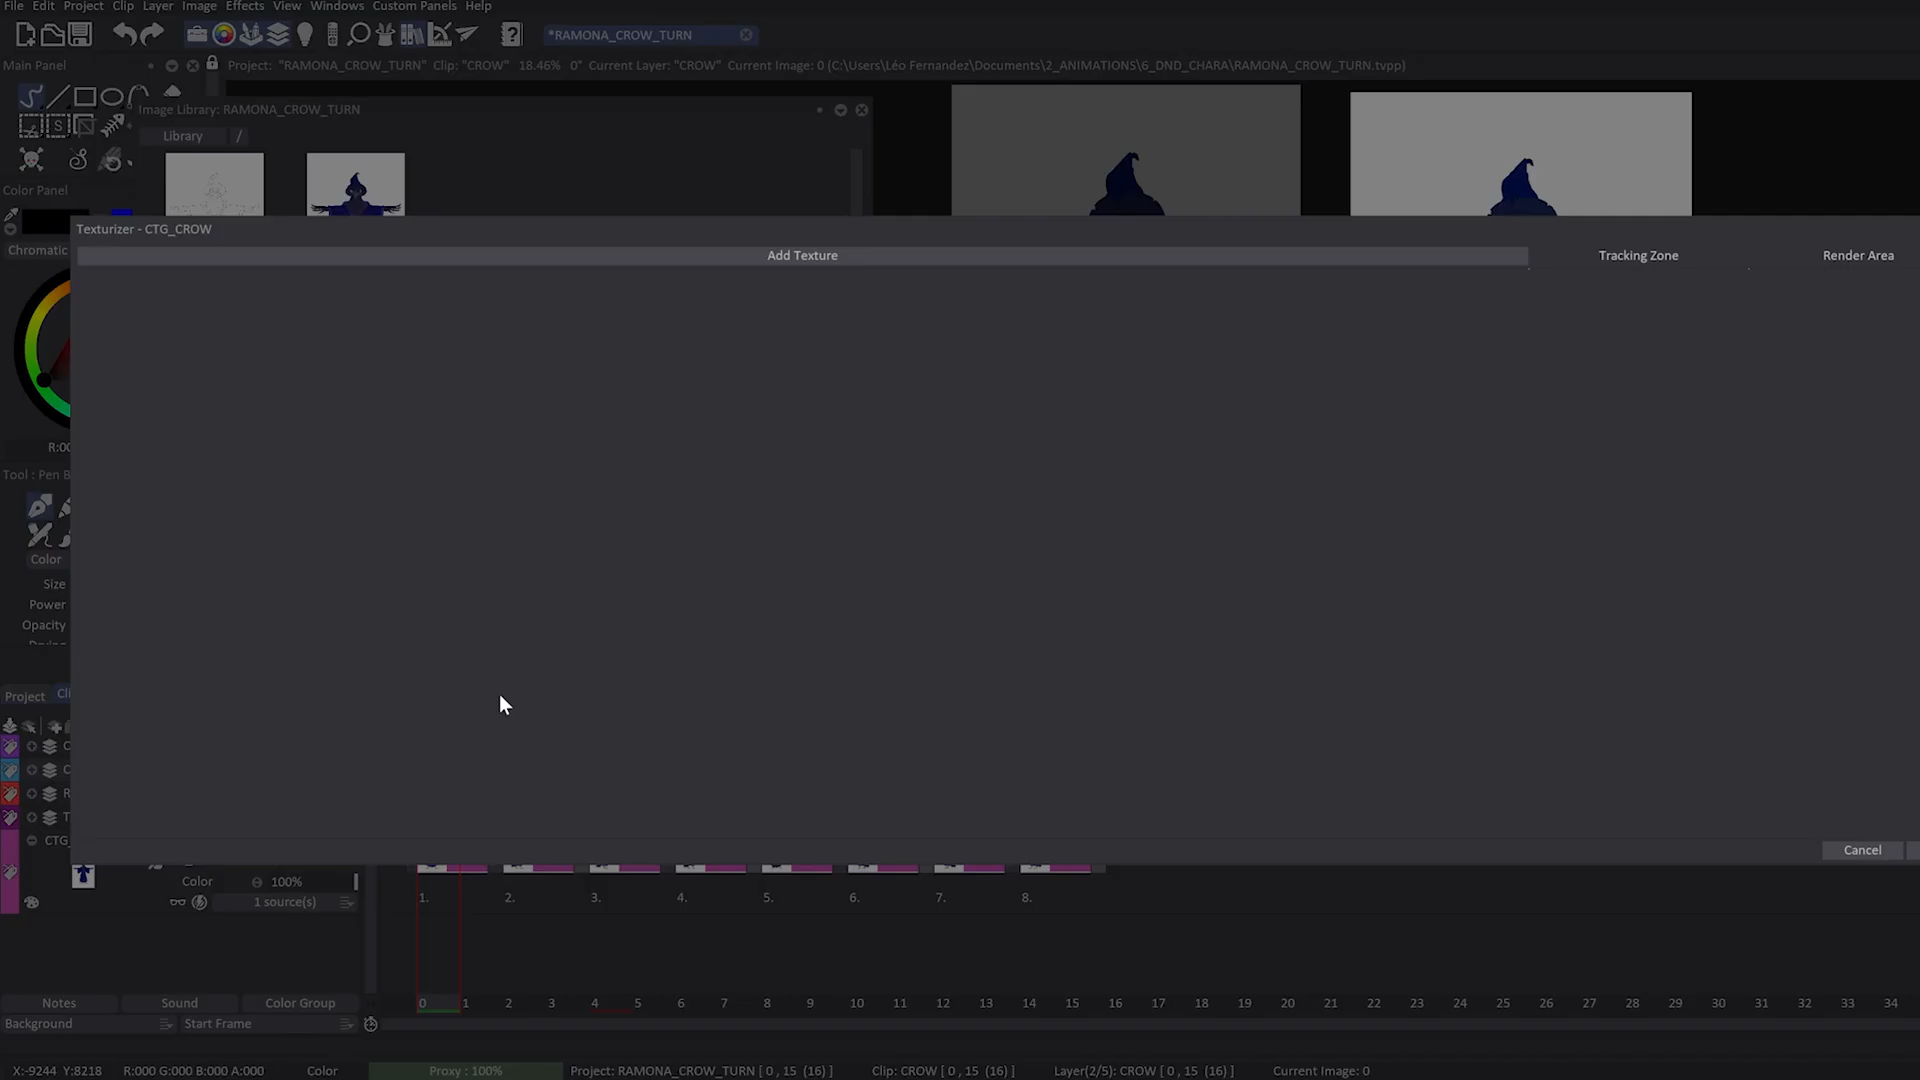 File Edit Project Clip Layer Image Effects View Windows Custom Panels Help
*RAMONA_CROW_TURN
Main Panel
Project: "RAMONA_CROW_TURN" Clip: "CROW" 18.46% 0° Current Layer: "CROW" Current Image: 0 (C:\Users\Léo Fernandez\Documents\2_ANIMATIONS\6_DND_CHARA\RAMONA_CROW_TURN.tvpp)
Image Library: RAMONA_CROW_TURN
Library /
Color Panel
Texturizer - CTG_CROW
Chromatic
Add Texture Tracking Zone Render Area
Tool : Pen B
Color
Size
Power
Opacity
Project
CTG_
Cancel
Color 100%
1 source(s)
1. 2. 3. 4. 5. 6. 7. 8.
Notes Sound Color Group
0 1 2 3 4 5 6 7 8 9 10 11 12 13 14 15 16 17 18 19 20 21 22 23 24 25 26 27 28 29 30 31 32 33 34
Background Start Frame
X:-9244 Y:8218 R:000 G:000 B:000 A:000 Color Proxy : 100% Project: RAMONA_CROW_TURN [ 0 , 15 (16) ] Clip: CROW [ 0 , 15 (16) ] Layer(2/5): CROW [ 0 , 15 (16) ] Current Image: 0